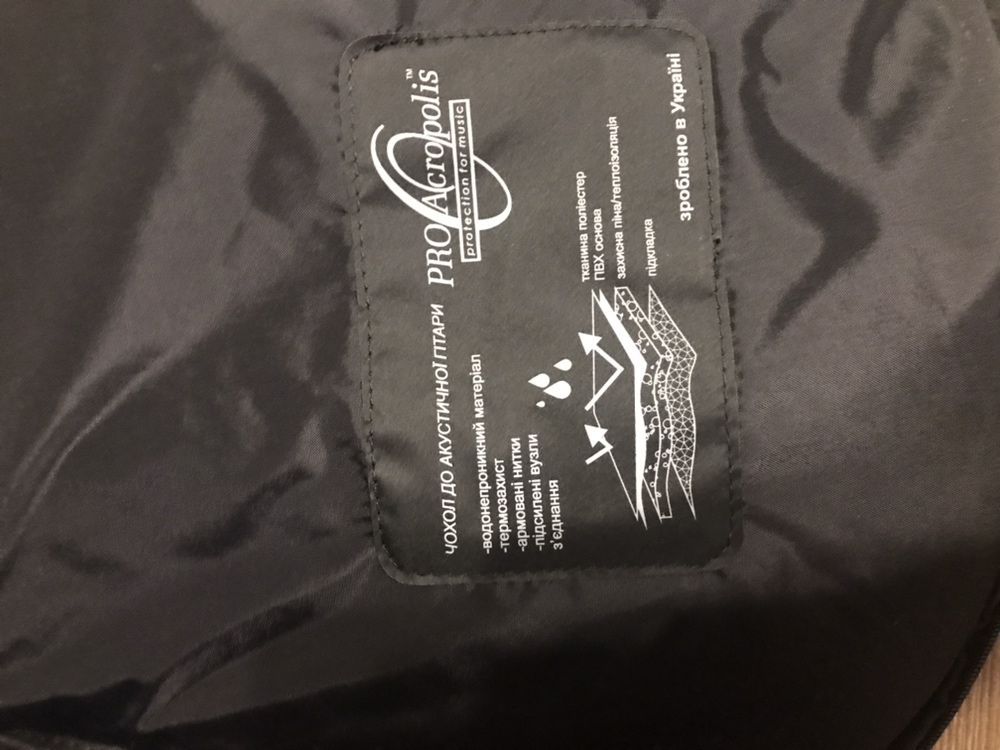 PRO Acropolis™
protection for music
ЧОХОЛ ДО АКУСТИЧНОЇ ГІТАРИ
-водонепроникний матеріал
-термозахист
-армовані нитки
-підсилені вузли
з'єднання
тканина поліестер
ПВХ основа
захисна піна/теплоізоляція
підкладка
зроблено в Україні